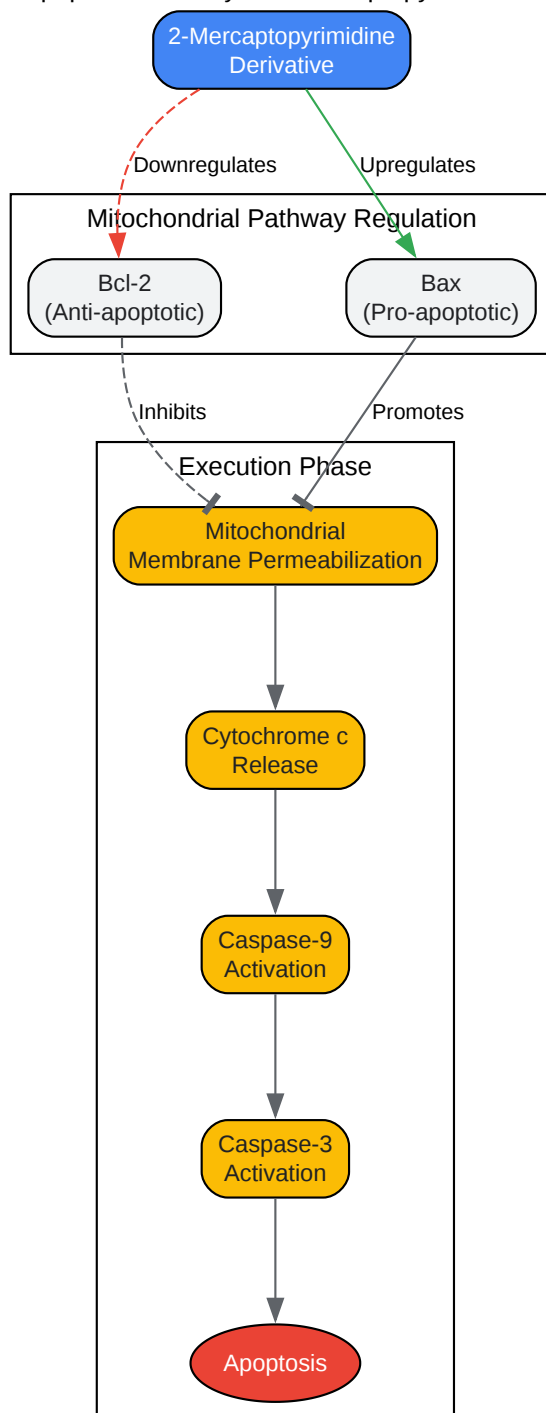 2-Mercaptopyrimidine
Derivative
Downregulates
Upregulates
Mitochondrial Pathway Regulation
Bcl-2
(Anti-apoptotic)
Bax
(Pro-apoptotic)
Inhibits
Promotes
Execution Phase
Mitochondrial
Membrane Permeabilization
Cytochrome c
Release
Caspase-9
Activation
Caspase-3
Activation
Apoptosis